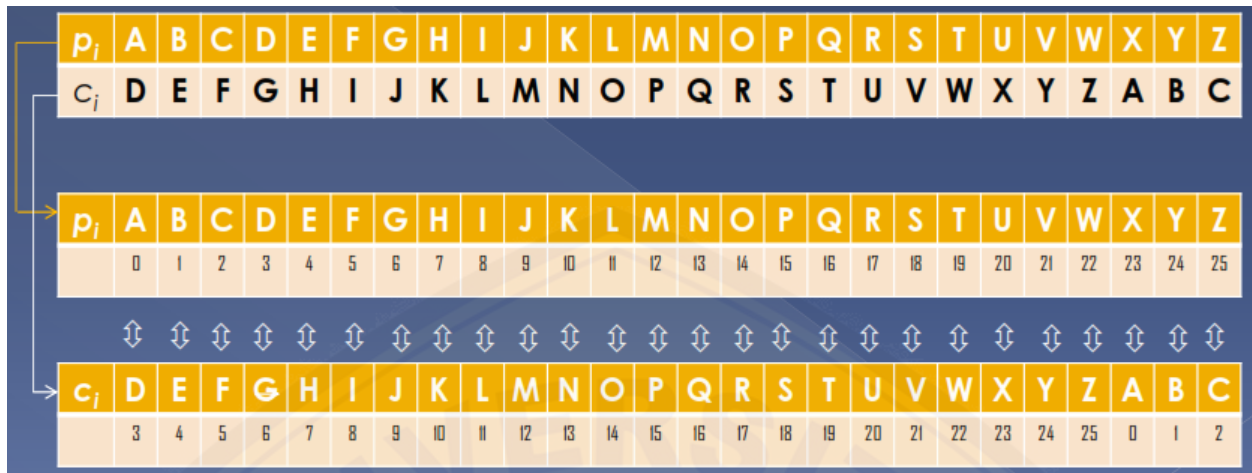 pi A B C D E F G H I J K L M N O P Q R S T U V W X Y Z
ci D E F G H I J K L M N O P Q R S T U V W X Y Z A B C
pi A B C D E F G H I J K L M N O P Q R S T U V W X Y Z
0 1 2 3 4 5 6 7 8 9 10 11 12 13 14 15 16 17 18 19 20 21 22 23 24 25
ci D E F G H I J K L M N O P Q R S T U V W X Y Z A B C
3 4 5 6 7 8 9 10 11 12 13 14 15 16 17 18 19 20 21 22 23 24 25 0 1 2